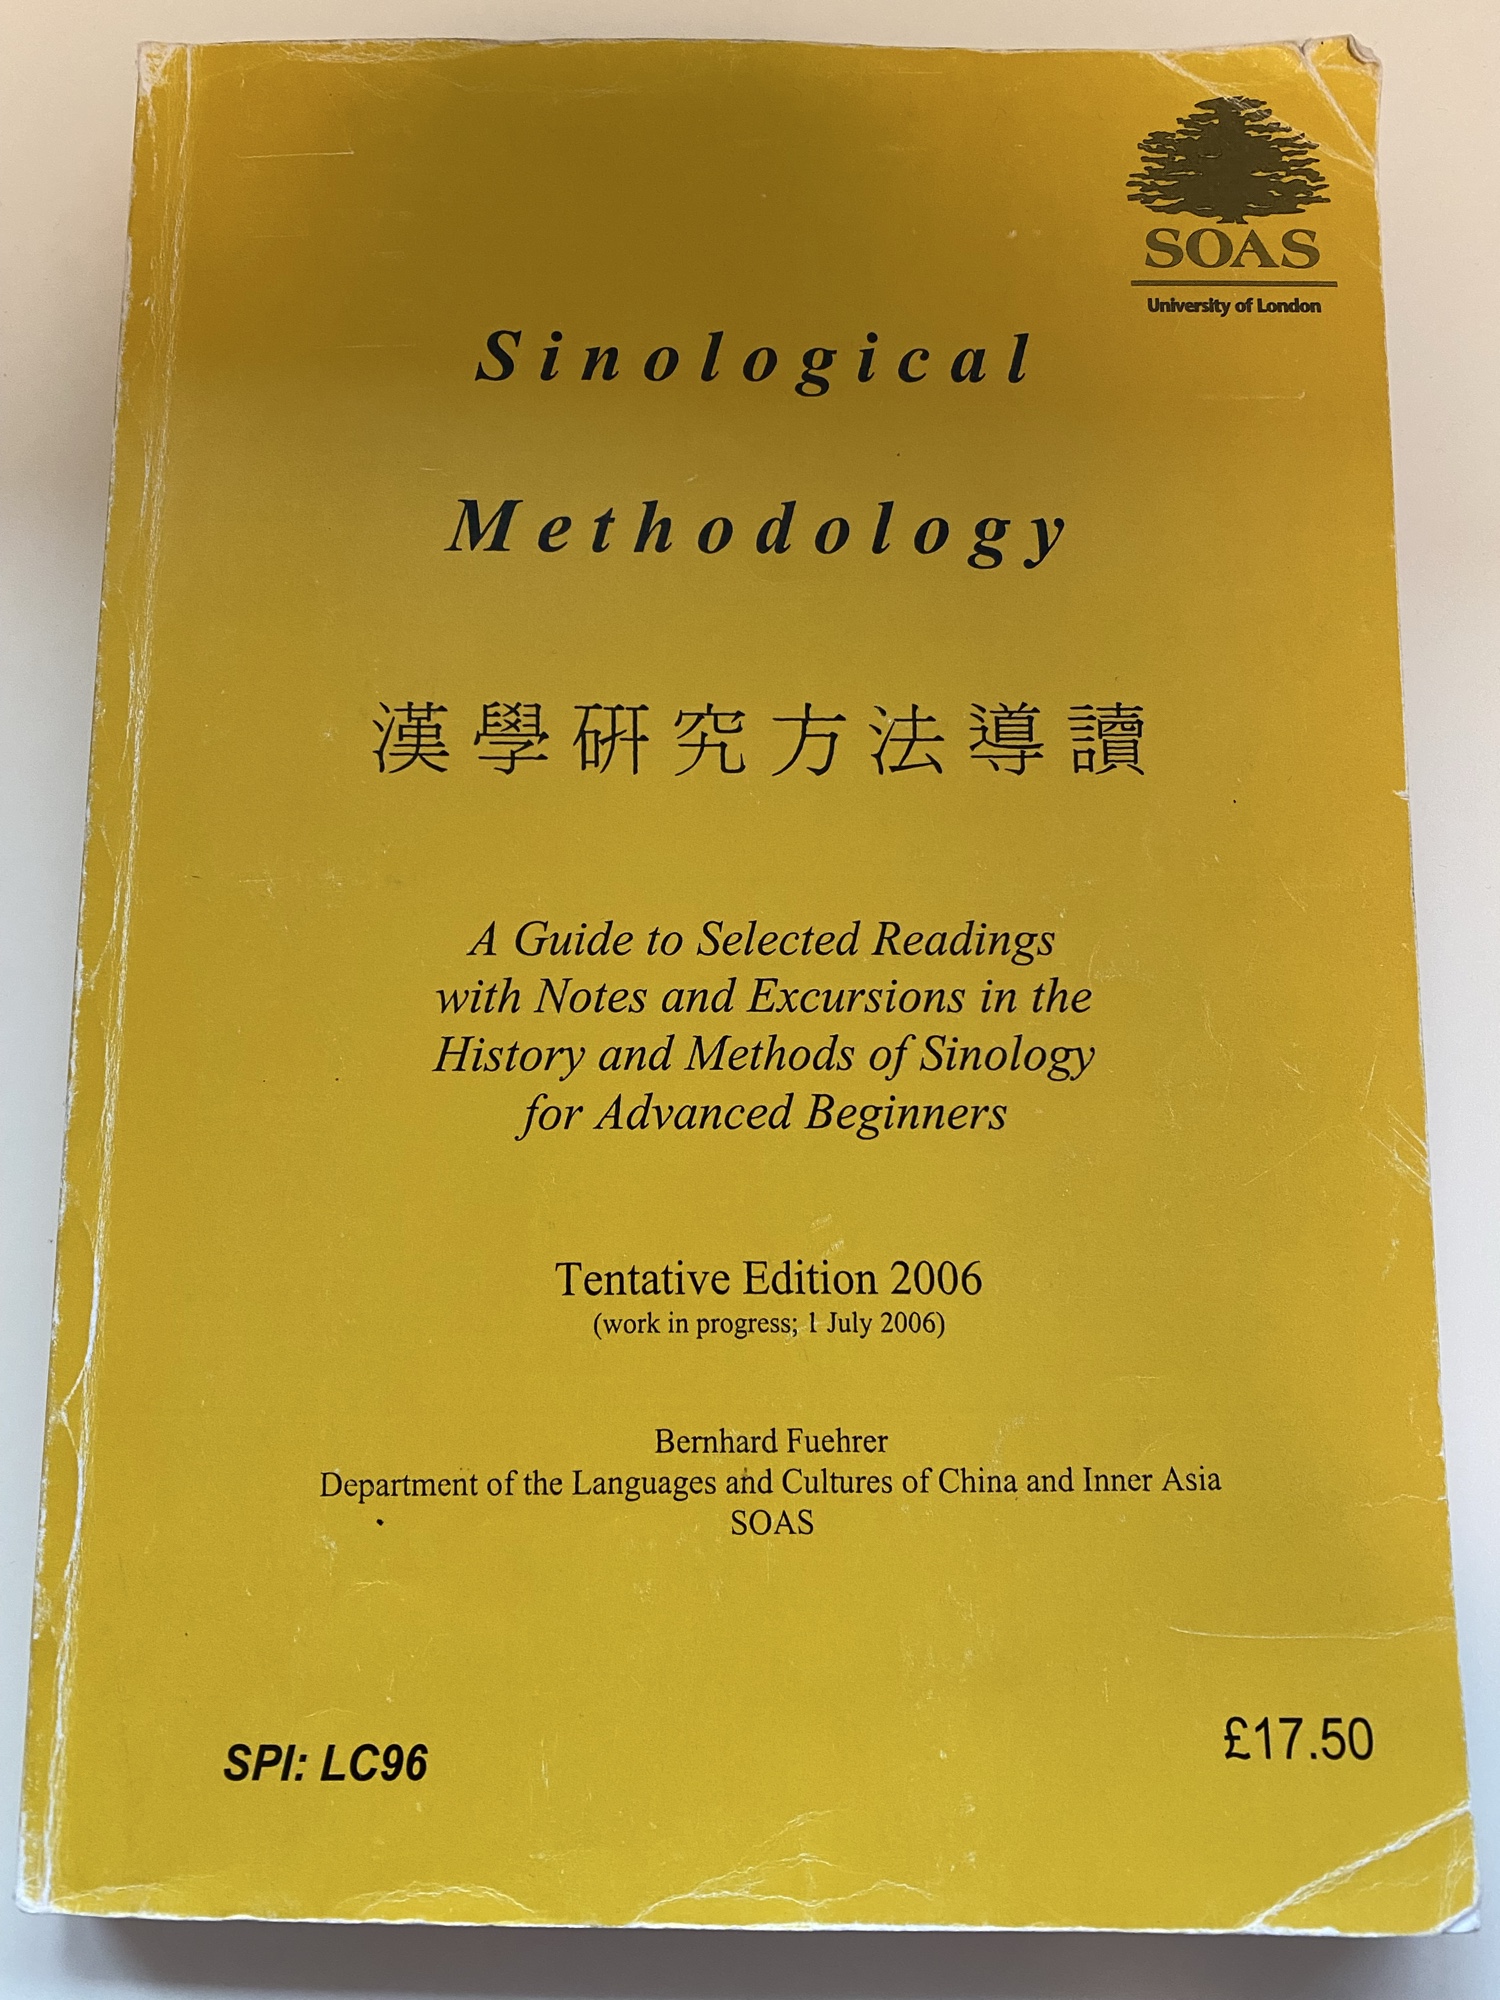 SOAS
University of London
Sinological
Methodology
漢學研究方法導讀
A Guide to Selected Readings
with Notes and Excursions in the
History and Methods of Sinology
for Advanced Beginners
Tentative Edition 2006
(work in progress; 1 July 2006)
Bernhard Fuehrer
Department of the Languages and Cultures of China and Inner Asia
SOAS
SPI: LC96
£17.50